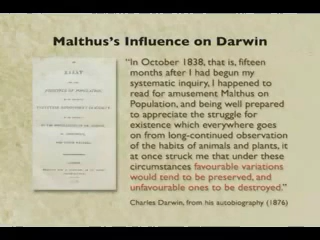 Malthus's Influence on Darwin
ESSAY
PRINCIPLE OF POPULATION
"In October 1838, that is, fifteen
months after I had begun my
systematic inquiry, I happened to
read for amusement Malthus on
Population, and being well prepared
to appreciate the struggle for
existence which everywhere goes
on from long-continued observation
of the habits of animals and plants, it
at once struck me that under these
circumstances favourable variations
would tend to be preserved, and
unfavourable ones to be destroyed."
Charles Darwin, from his autobiography (1876)